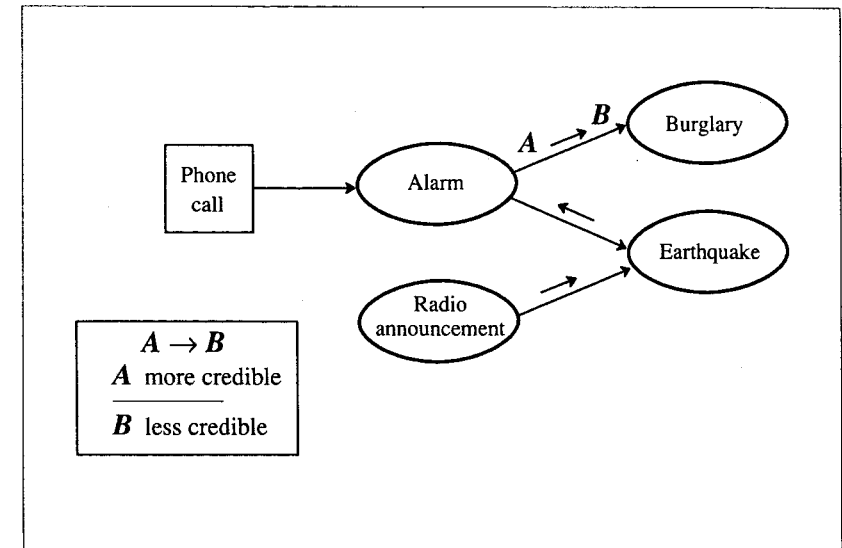 A
B
Burglary
Phone
call
Alarm
Earthquake
Radio
announcement
A → B
A more credible
B less credible